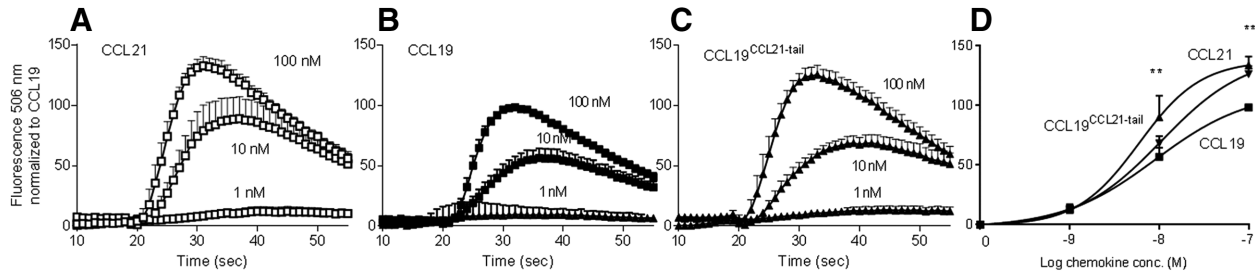 A
B
C
D
Fluorescence 506 nm
normalized to CCL19
150
100
50
0
CCL21
100 nM
10 nM
1 nM
10
20
30
40
50
Time (sec)
150
100
50
0
CCL19
100 nM
10 nM
1 nM
10
20
30
40
50
Time (sec)
150
100
50
0
CCL19CCL21-tail
100 nM
10 nM
1 nM
10
20
30
40
50
Time (sec)
150
100
50
0
**
**
CCL21
CCL19CCL21-tail
CCL19
0
-9
-8
-7
Log chemokine conc. (M)